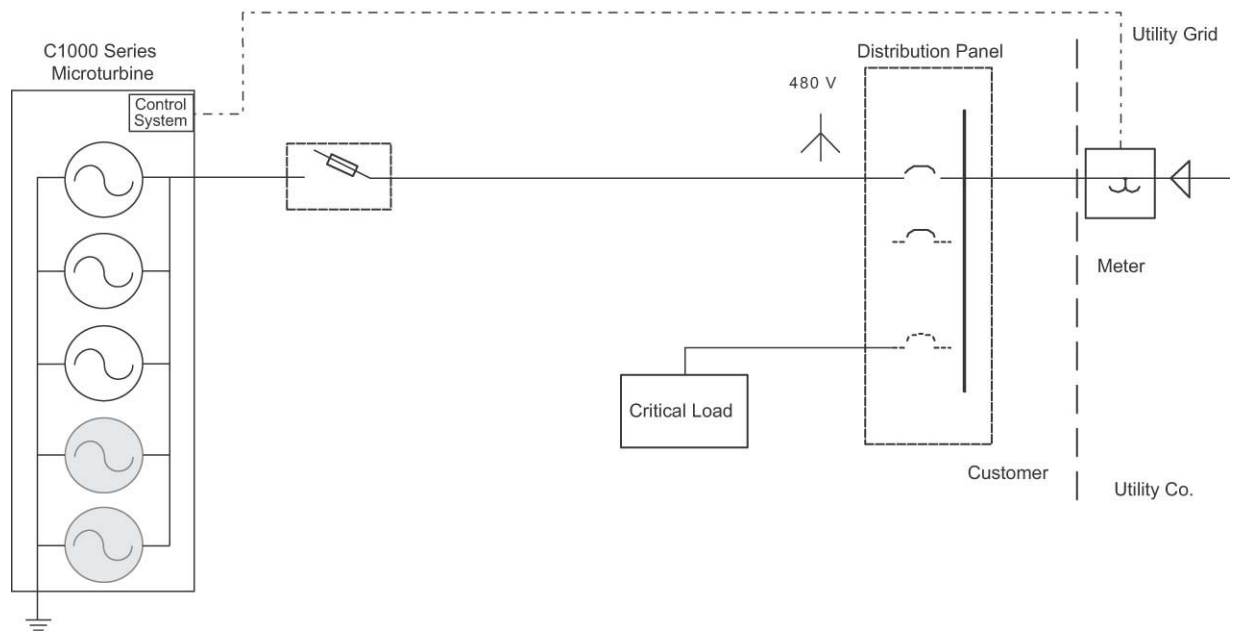 Utility Grid
C1000 Series
Microturbine
Distribution Panel
480 V
Control
System
Meter
Critical Load
Customer
Utility Co.